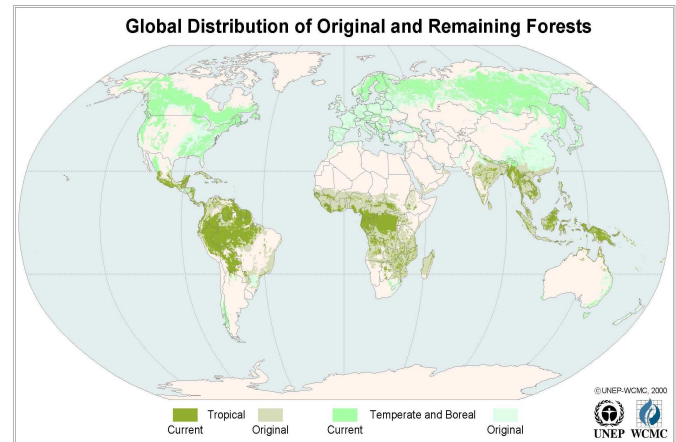 Global Distribution of Original and Remaining Forests
©UNEP-WCMC, 2000
Tropical
Current Original
Temperate and Boreal
Current Original
UNEP WCMC